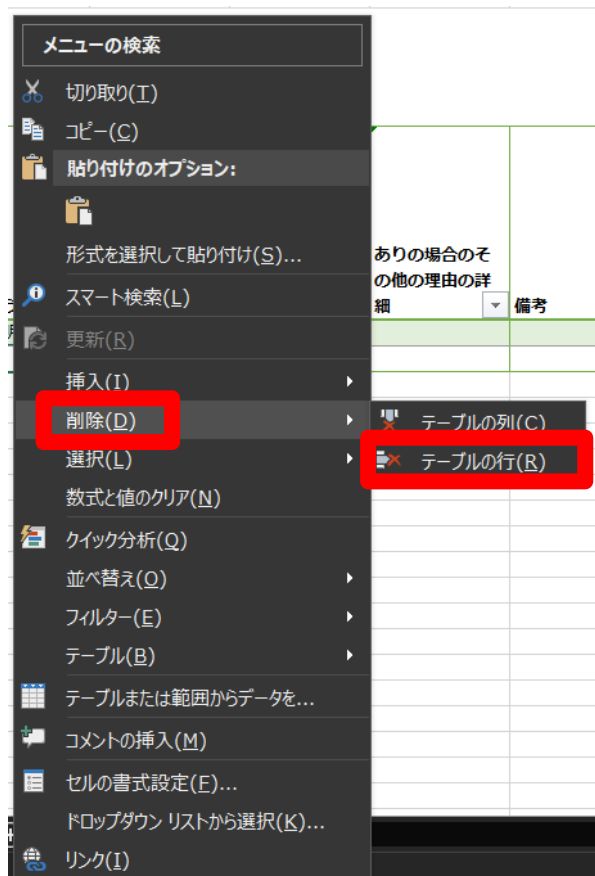 メニューの検索
切り取り(T)
コピー(C)
貼り付けのオプション:
形式を選択して貼り付け(S)...
スマート検索(L)
更新(R)
挿入(I)
削除(D)
選択(L)
数式と値のクリア(N)
クイック分析(Q)
並べ替え(O)
フィルター(E)
テーブル(B)
テーブルまたは範囲からデータを...
コメントの挿入(M)
セルの書式設定(F)...
ドロップダウン リストから選択(K)...
リンク(I)
テーブルの列(C)
テーブルの行(R)
ありの場合のそ
の他の理由の詳
細
備考